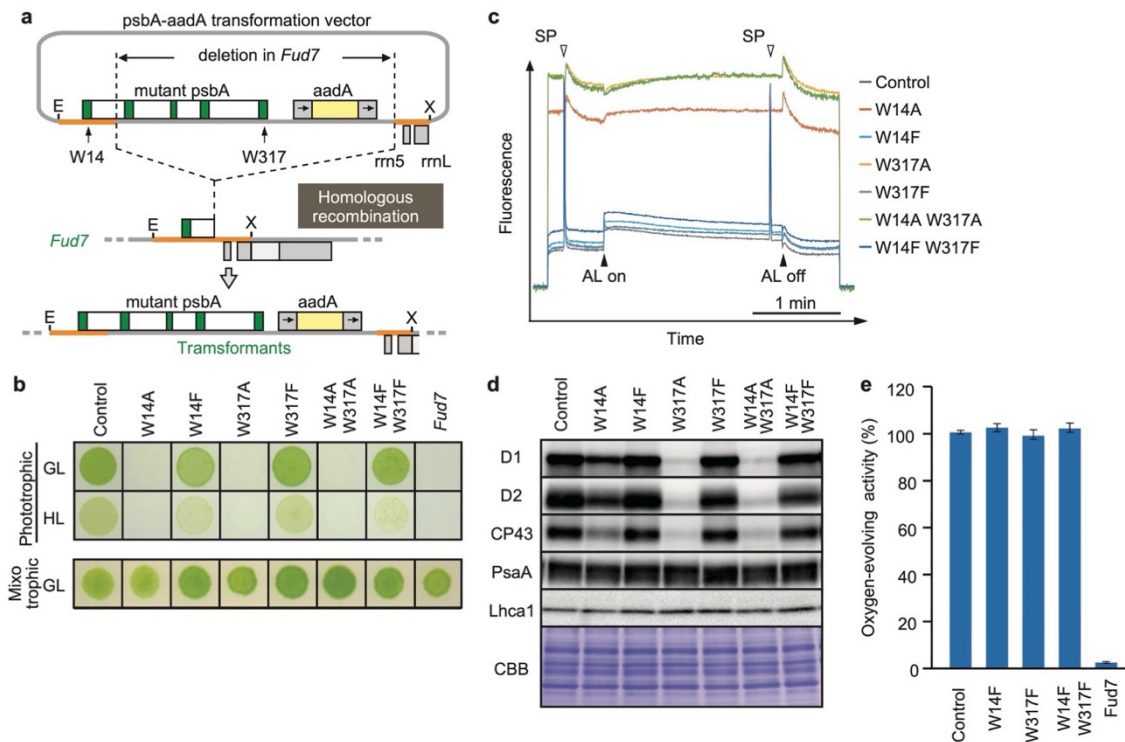 a
psbA-aadA transformation vector
deletion in Fud7
E
mutant psbA
aadA
X
W14
W317
rrn5
rrnL
Homologous
recombination
E
X
Fud7
mutant psbA
aadA
E
X
Tramsformants
b
Control
W14A
W14F
W317A
W317F
W14A
W317A
W14F
W317F
Fud7
Phototrophic
GL
HL
Mixo
trophic
GL
c
SP
SP
Fluorescence
AL on
AL off
1 min
Time
Control
W14A
W14F
W317A
W317F
W14A W317A
W14F W317F
d
Control
W14A
W14F
W317A
W317F
W14A
W317A
W14F
W317F
D1
D2
CP43
PsaA
Lhca1
CBB
e
Oxygen-evolving activity (%)
120
100
80
60
40
20
0
Control
W14F
W317F
W14F
W317F
Fud7